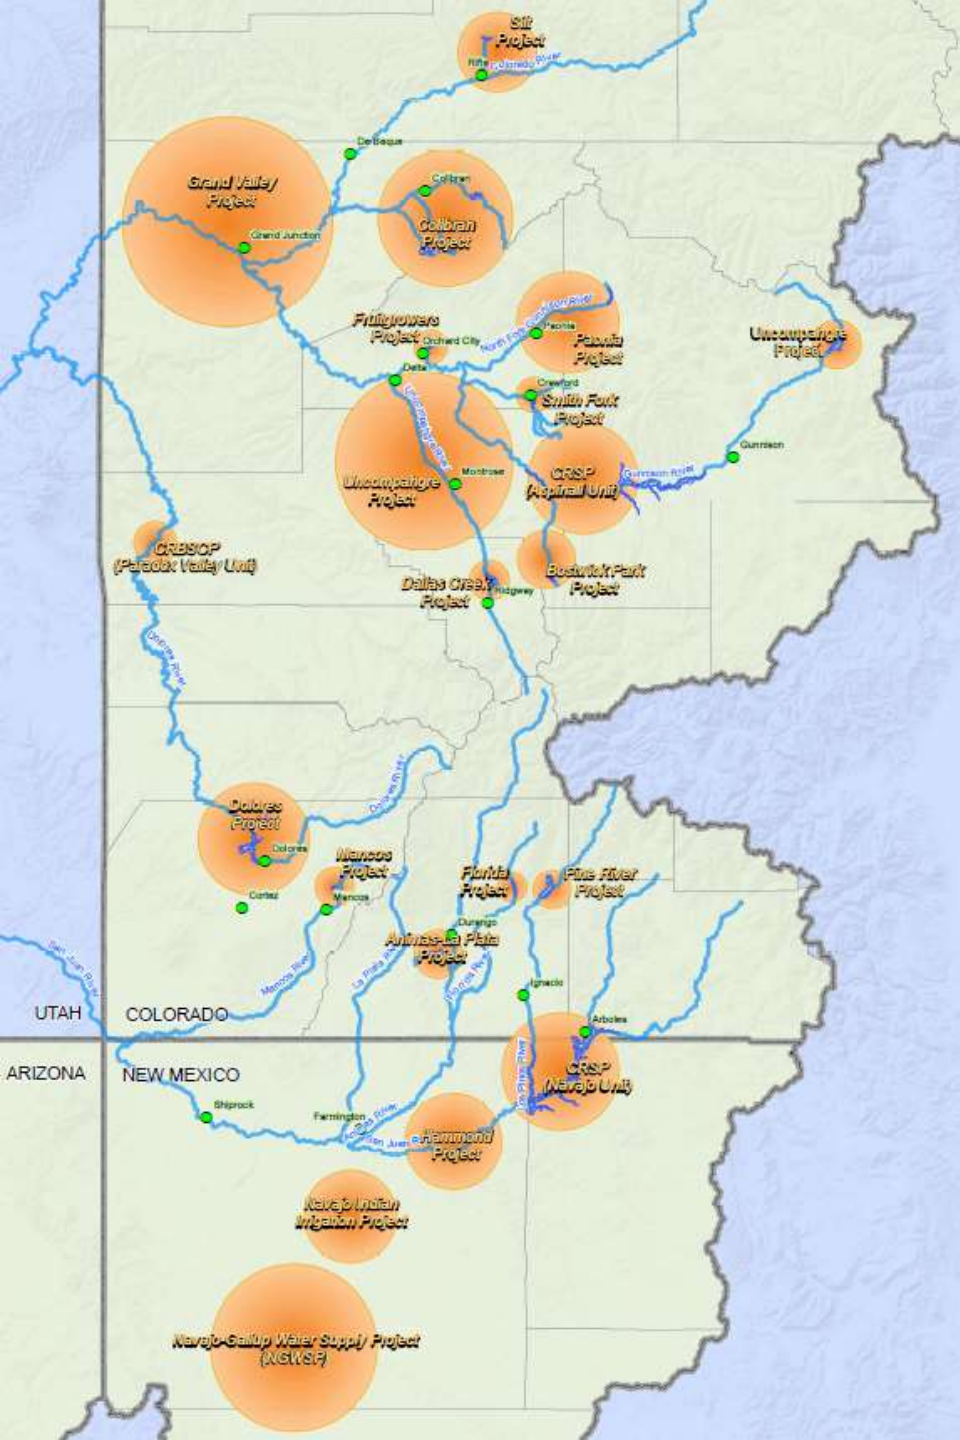 Silt
Project
Rifle
Colorado River
De Beque
Grand Valley
Project
Collbran
Grand Junction
Collbran
Project
North Fork Gunnison River
Fruitgrowers
Project
Orchard City
Paonia
Paonia
Project
Uncompahgre
Project
Delta
Crawford
Smith Fork
Project
Uncompahgre River
Gunnison
Montrose
CRSP
(Aspinall Unit)
Gunnison River
Uncompahgre
Project
CRBSCP
(Paradox Valley Unit)
Bostwick Park
Project
Dallas Creek
Project
Ridgway
Dolores River
Dolores River
Dolores
Project
Dolores
Mancos
Project
Mancos
Cortez
Florida
Project
Pine River
Project
Durango
Animas-La Plata
Project
San Juan River
Mancos River
La Plata River
Florida River
Ignacio
UTAH
COLORADO
Arboles
ARIZONA
NEW MEXICO
CRSP
(Navajo Unit)
Los Pinos River
Shiprock
Farmington
Animas River
San Juan R
Hammond
Project
Navajo Indian
Irrigation Project
Navajo-Gallup Water Supply Project
(NGWSP)